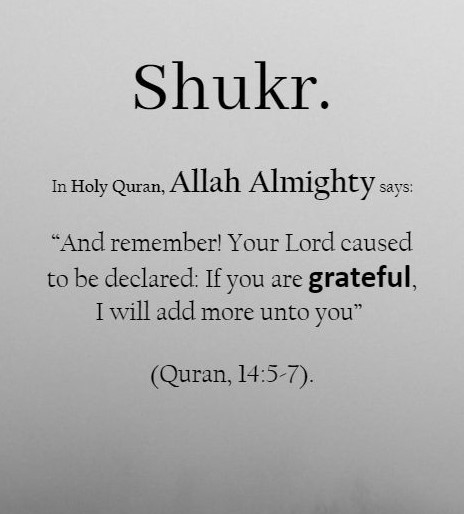 Shukr.
In Holy Quran, Allah Almighty says:
“And remember! Your Lord caused
to be declared: If you are grateful,
I will add more unto you”
(Quran, 14:5-7).